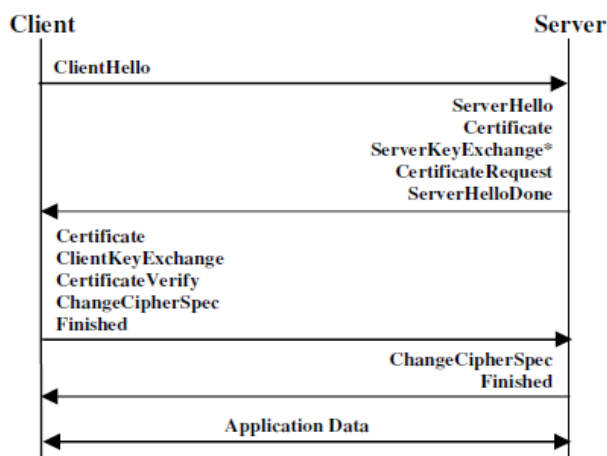 Client
Server
ClientHello
ServerHello
Certificate
ServerKeyExchange*
CertificateRequest
ServerHelloDone
Certificate
ClientKeyExchange
CertificateVerify
ChangeCipherSpec
Finished
ChangeCipherSpec
Finished
Application Data